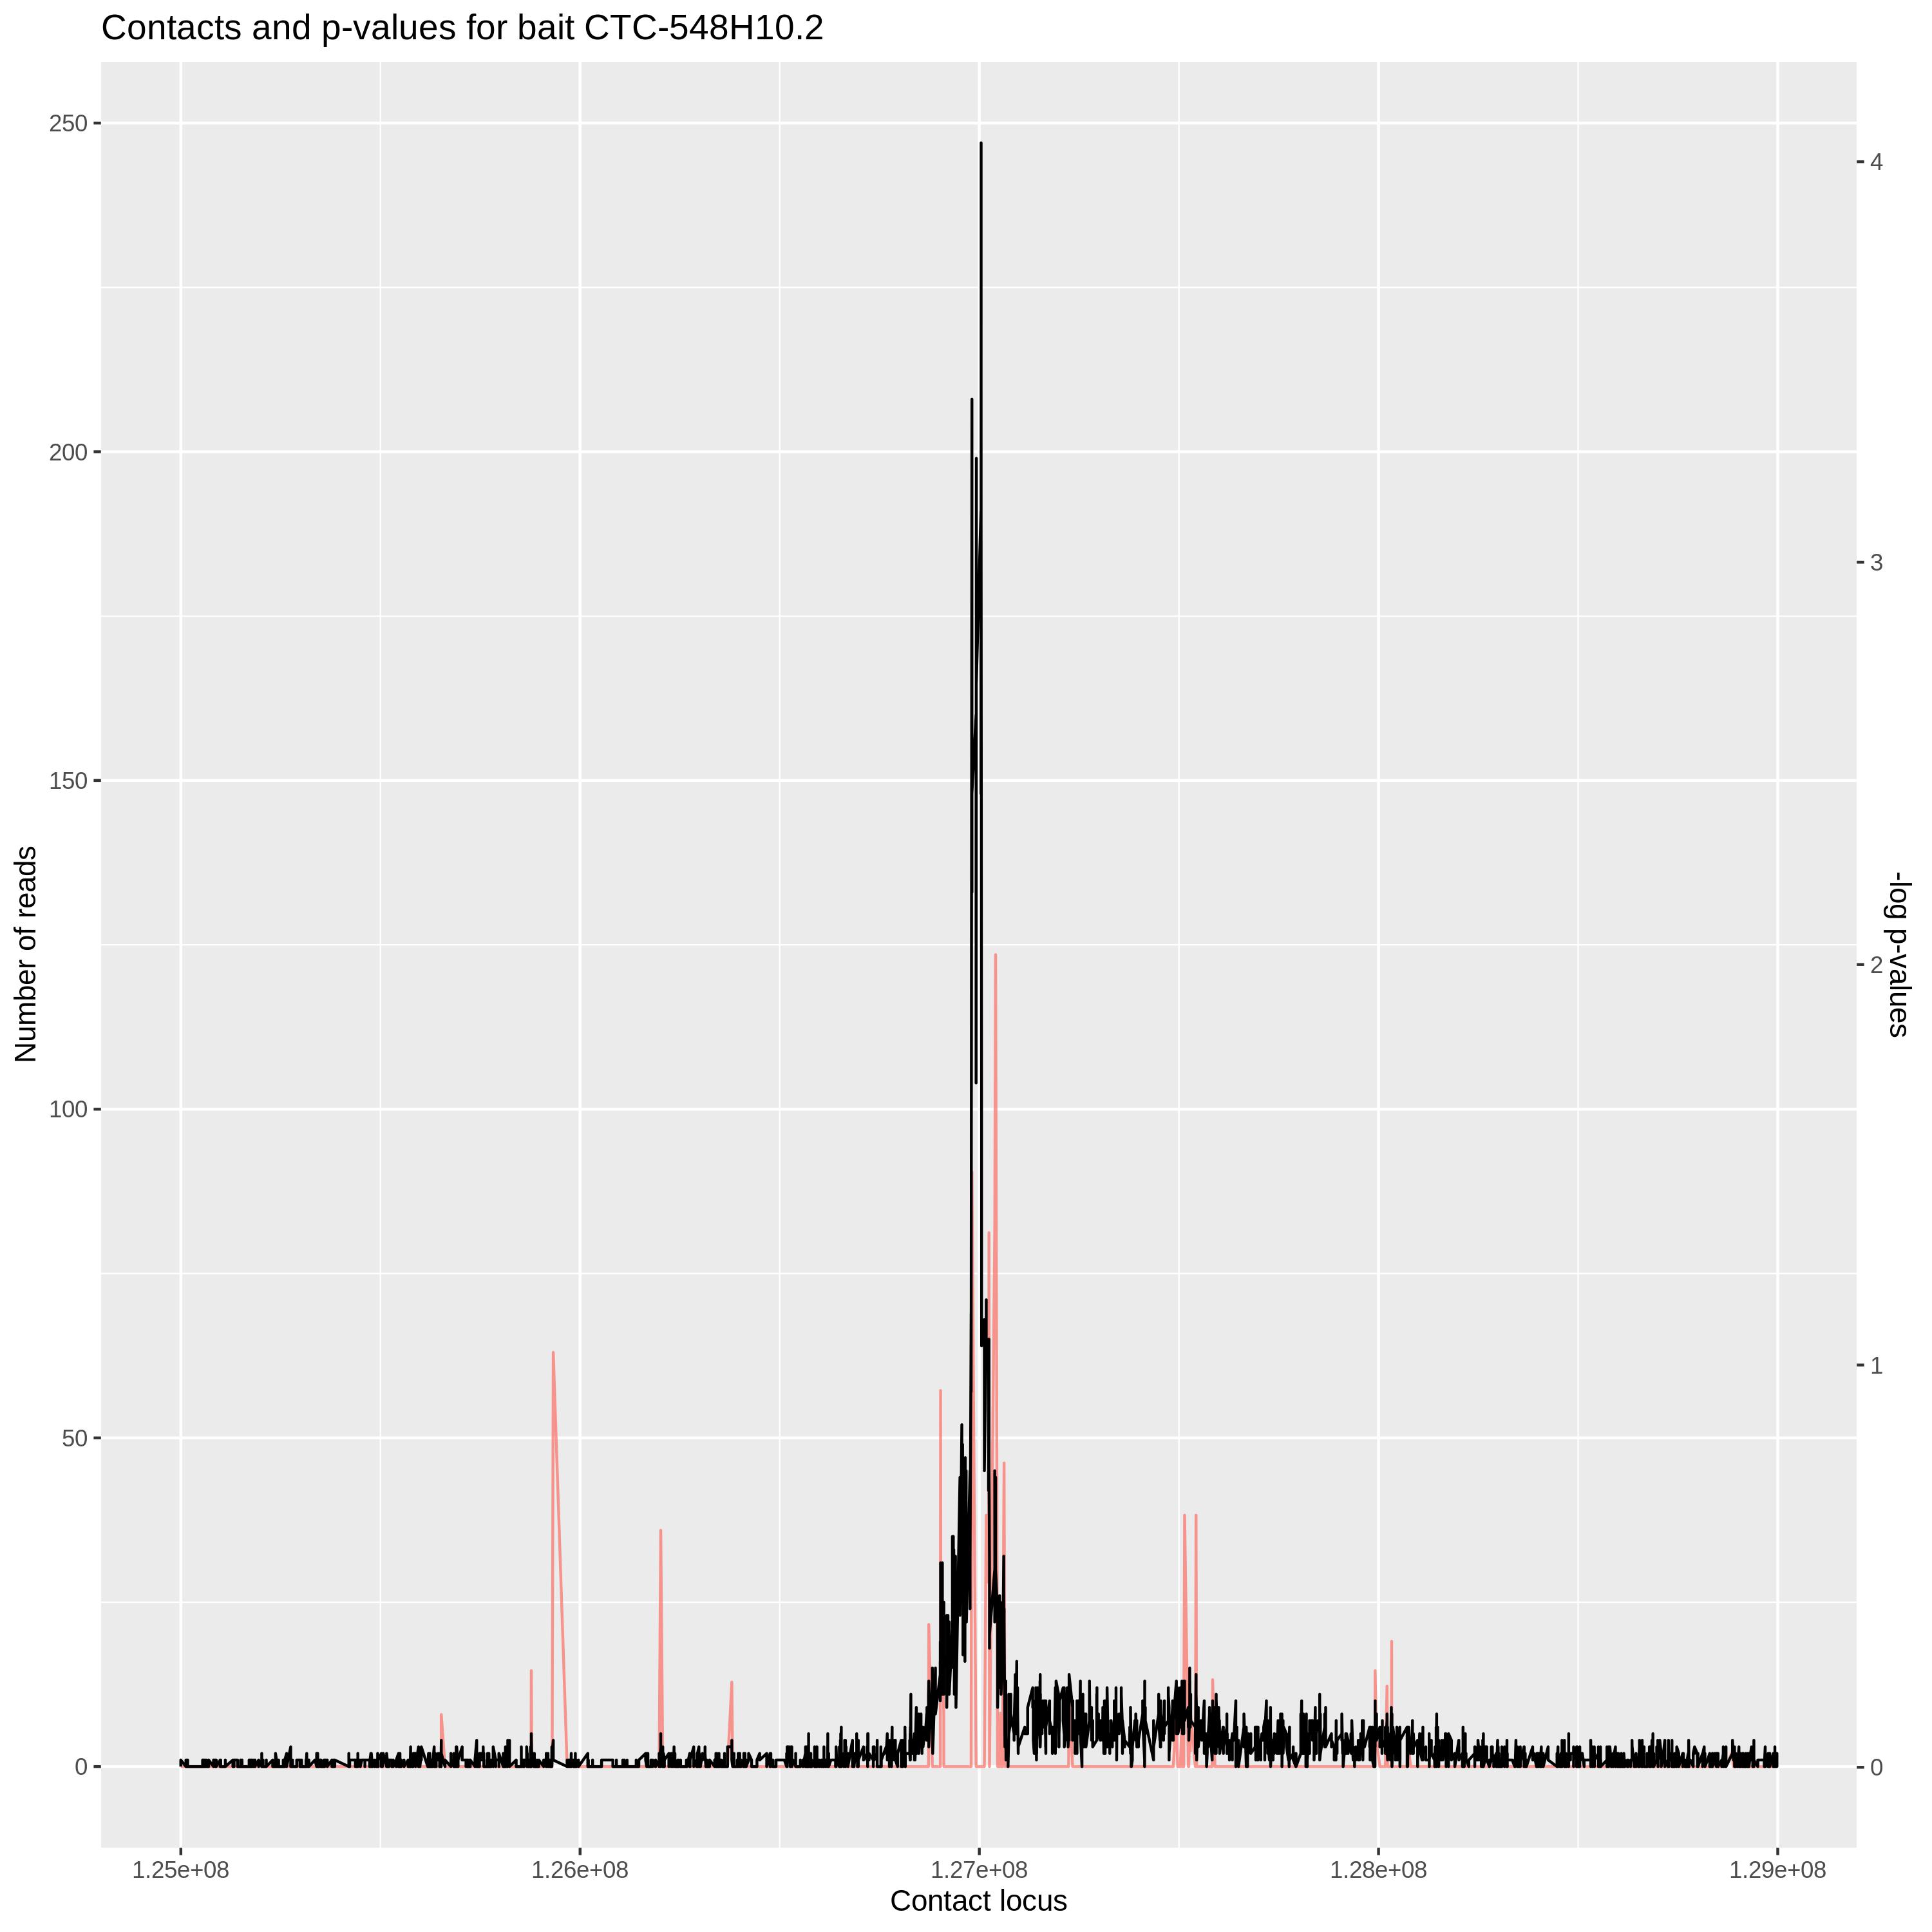 Contacts and p-values for bait CTC-548H10.2
250
200
150
100
50
0
Number of reads
4
3
2
1
0
-log p-values
1.25e+08
1.26e+08
1.27e+08
1.28e+08
1.29e+08
Contact locus